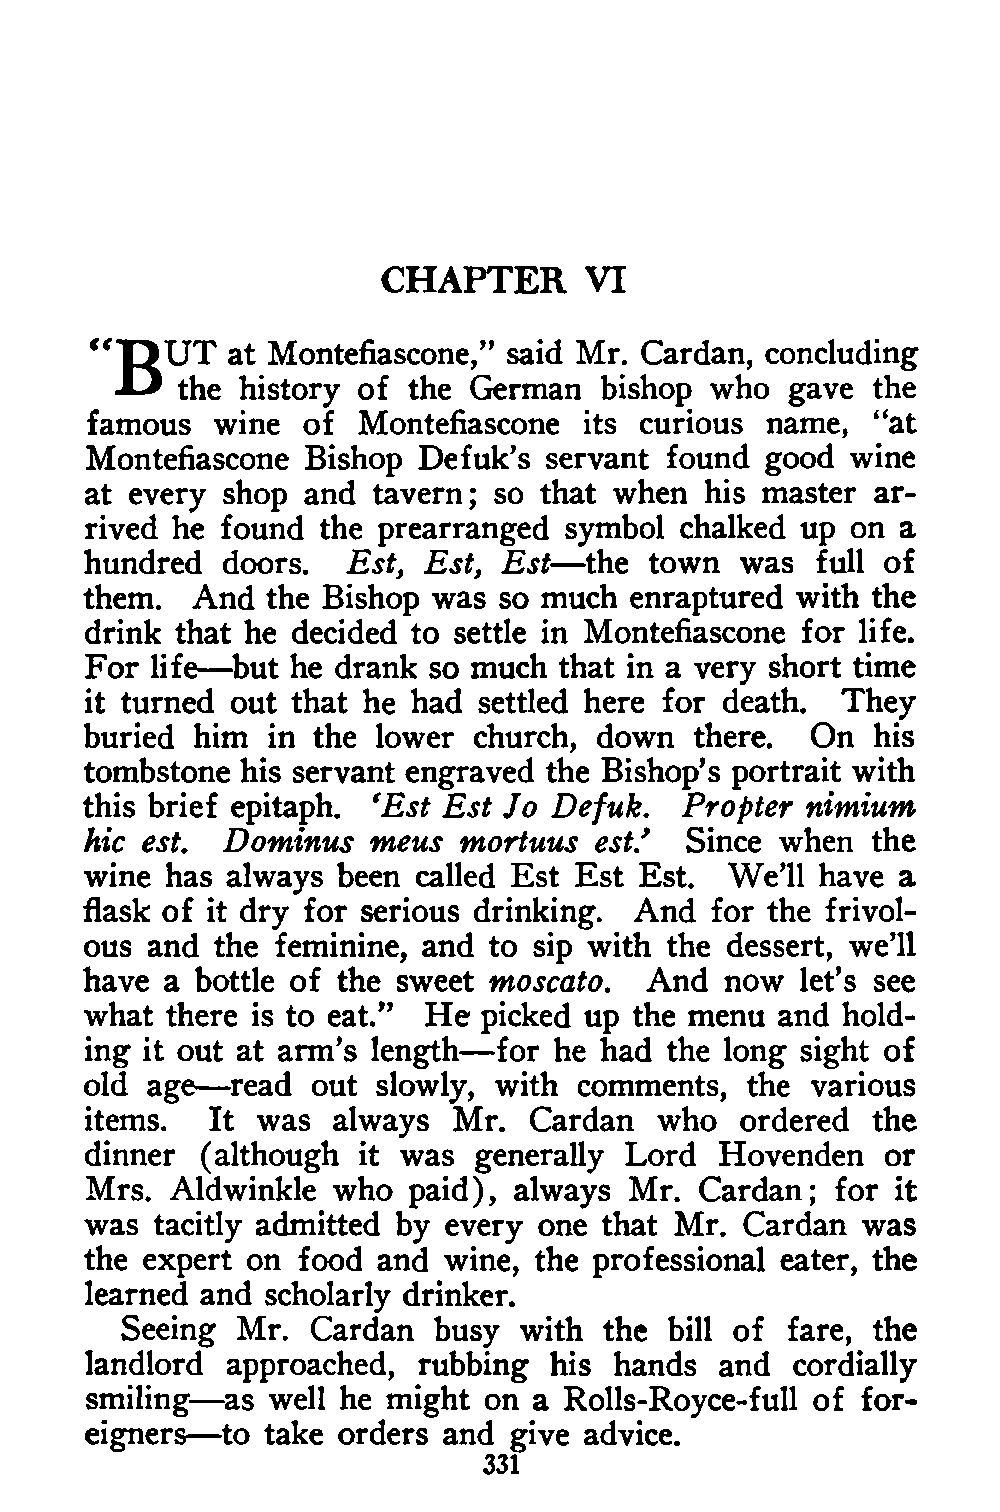 CHAPTER VI
“BUT at Montefiascone,” said Mr. Cardan, concluding
the history of the German bishop who gave the
famous wine of Montefiascone its curious name, “at
Montefiascone Bishop Defuk’s servant found good wine
at every shop and tavern; so that when his master ar-
rived he found the prearranged symbol chalked up on a
hundred doors. Est, Est, Est—the town was full of
them. And the Bishop was so much enraptured with the
drink that he decided to settle in Montefiascone for life.
For life—but he drank so much that in a very short time
it turned out that he had settled here for death. They
buried him in the lower church, down there. On his
tombstone his servant engraved the Bishop’s portrait with
this brief epitaph. ‘Est Est Jo Defuk. Propter nimium
hic est. Dominus meus mortuus est.’ Since when the
wine has always been called Est Est Est. We’ll have a
flask of it dry for serious drinking. And for the frivol-
ous and the feminine, and to sip with the dessert, we’ll
have a bottle of the sweet moscato. And now let’s see
what there is to eat.” He picked up the menu and hold-
ing it out at arm’s length—for he had the long sight of
old age—read out slowly, with comments, the various
items. It was always Mr. Cardan who ordered the
dinner (although it was generally Lord Hovenden or
Mrs. Aldwinkle who paid), always Mr. Cardan; for it
was tacitly admitted by every one that Mr. Cardan was
the expert on food and wine, the professional eater, the
learned and scholarly drinker.
Seeing Mr. Cardan busy with the bill of fare, the
landlord approached, rubbing his hands and cordially
smiling—as well he might on a Rolls-Royce-full of for-
eigners—to take orders and give advice.
331